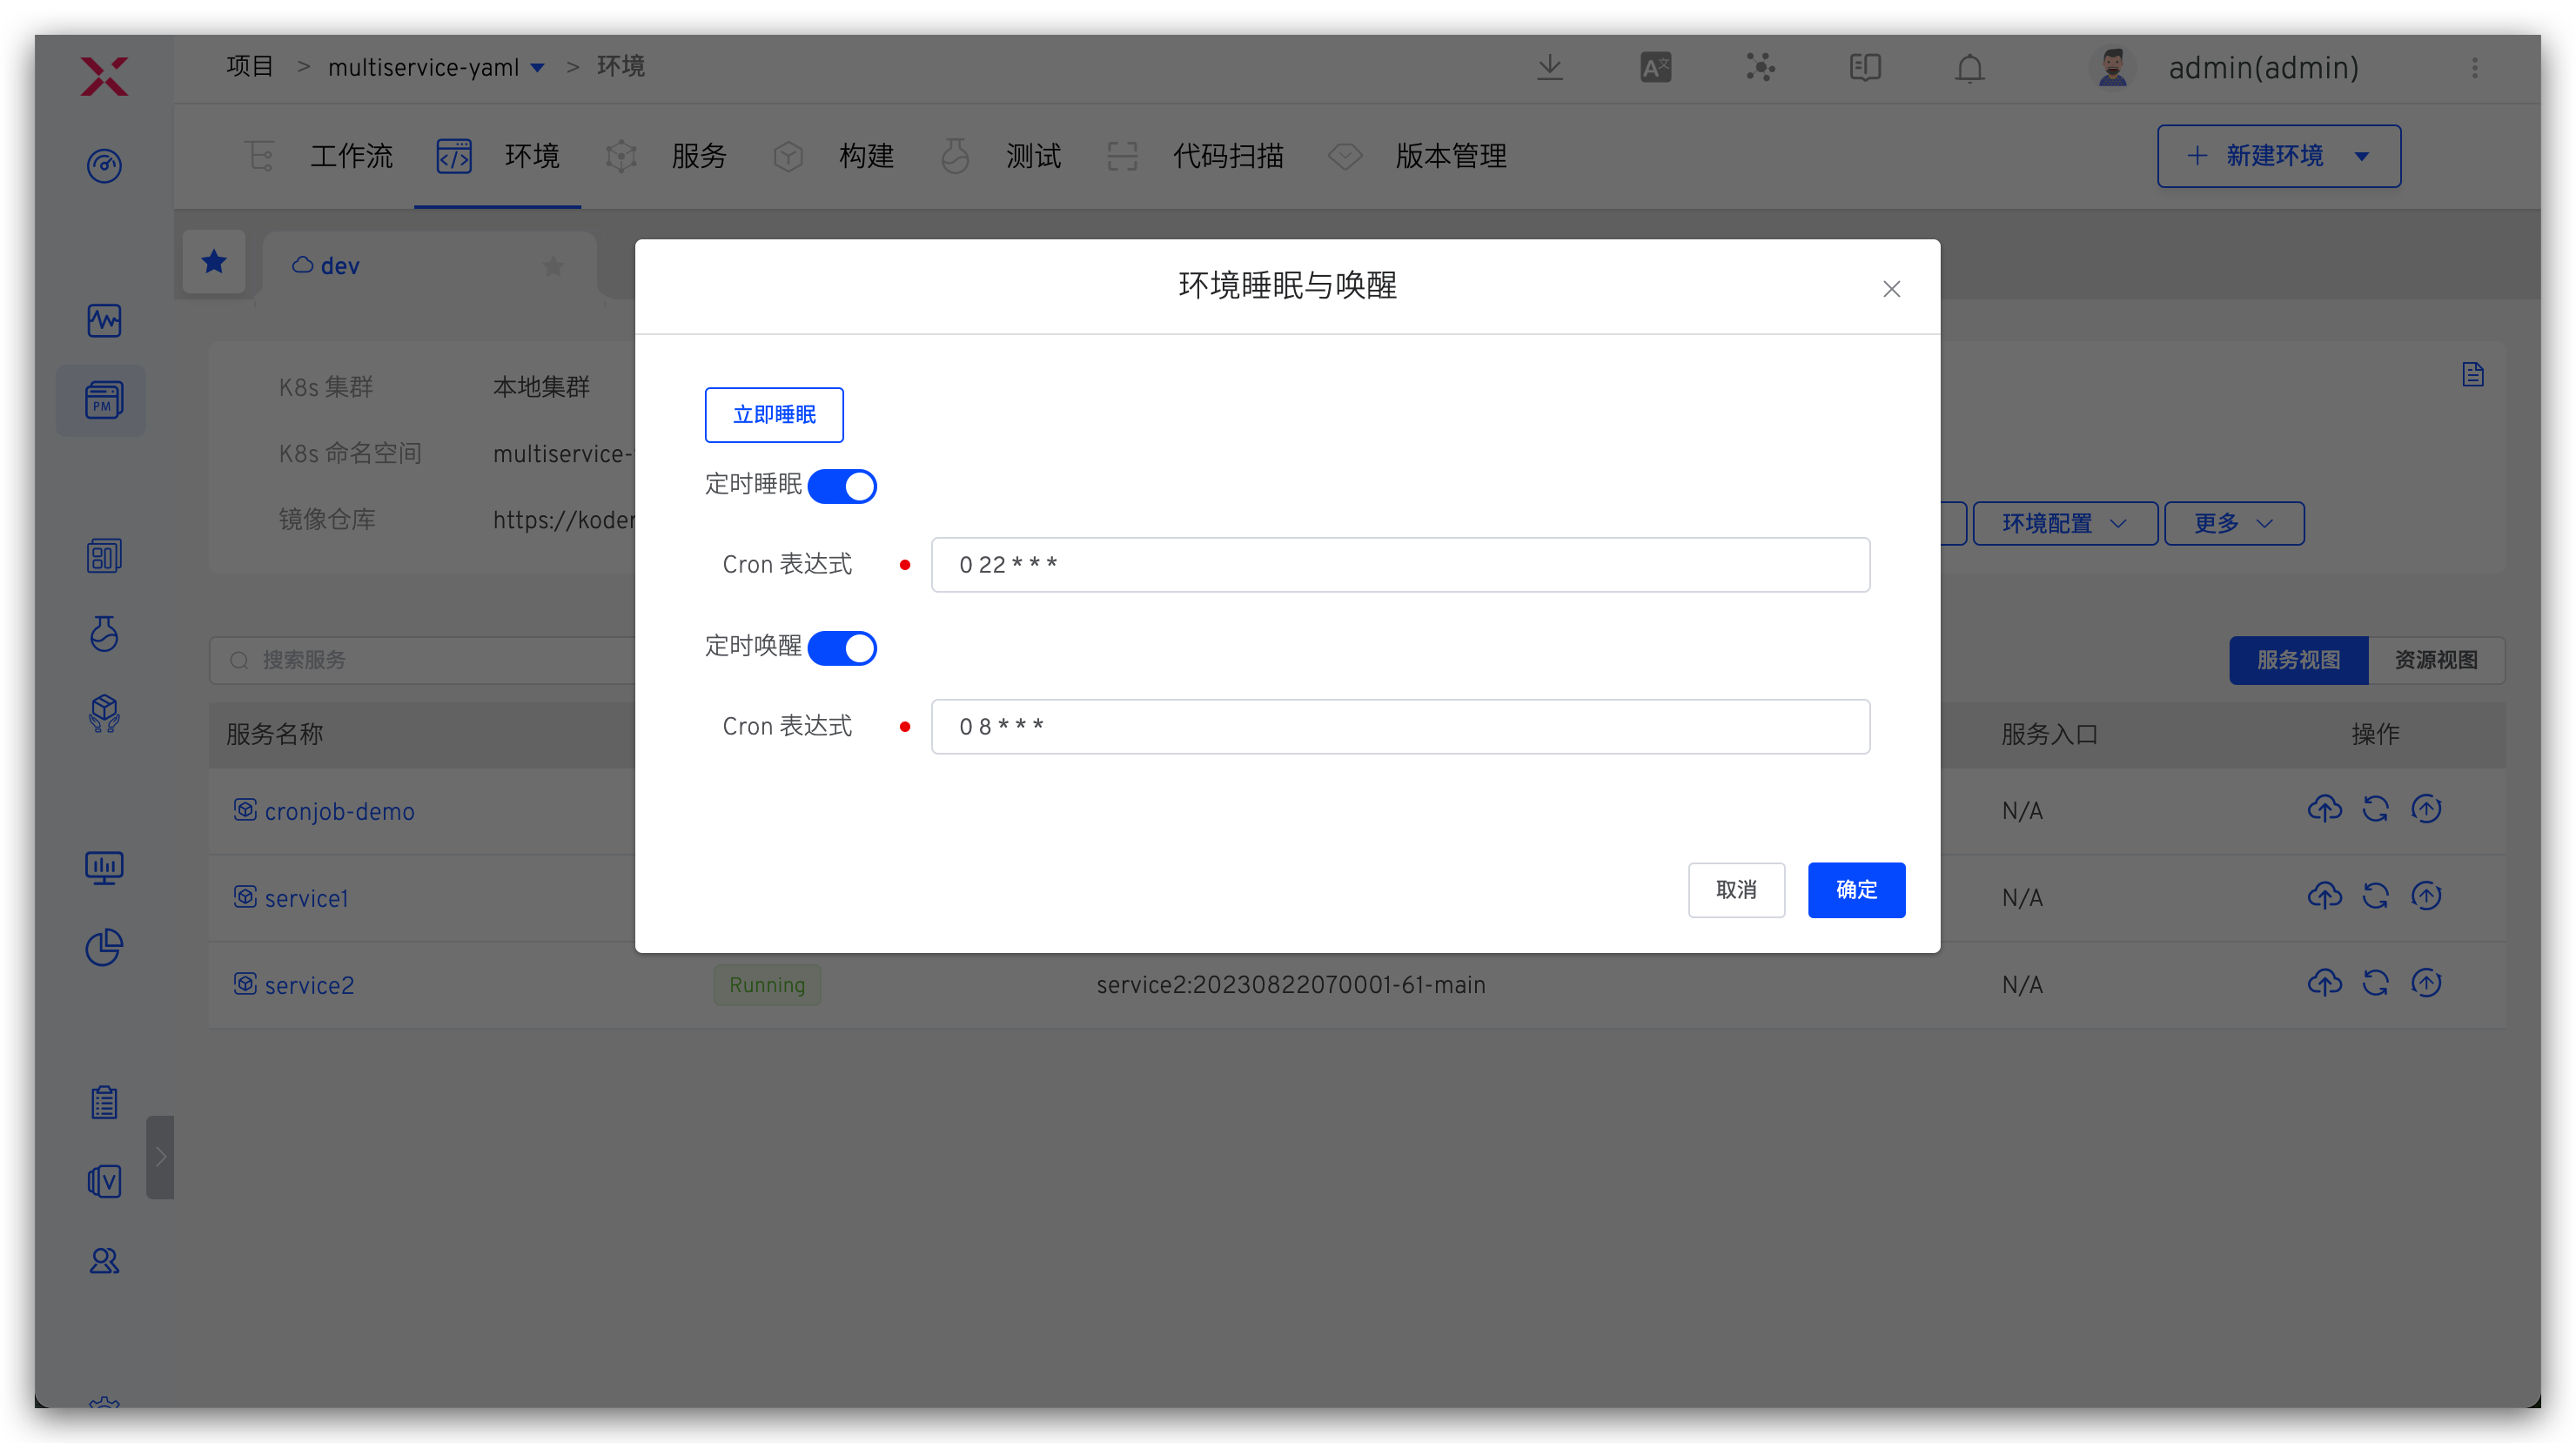 项目 > multiservice-yaml > 环境
admin(admin)
工作流 环境 服务 构建 测试 代码扫描 版本管理
新建环境
dev
环境睡眠与唤醒
K8s 集群 本地集群
K8s 命名空间 multiservice-
镜像仓库 https://koder
立即睡眠
定时睡眠
Cron 表达式 0 22 * * *
定时唤醒
Cron 表达式 0 8 * * *
取消 确定
环境配置 更多
搜索服务
服务视图 资源视图
服务名称 服务入口 操作
cronjob-demo N/A
service1 N/A
service2 Running service2:20230822070001-61-main N/A
PM
V